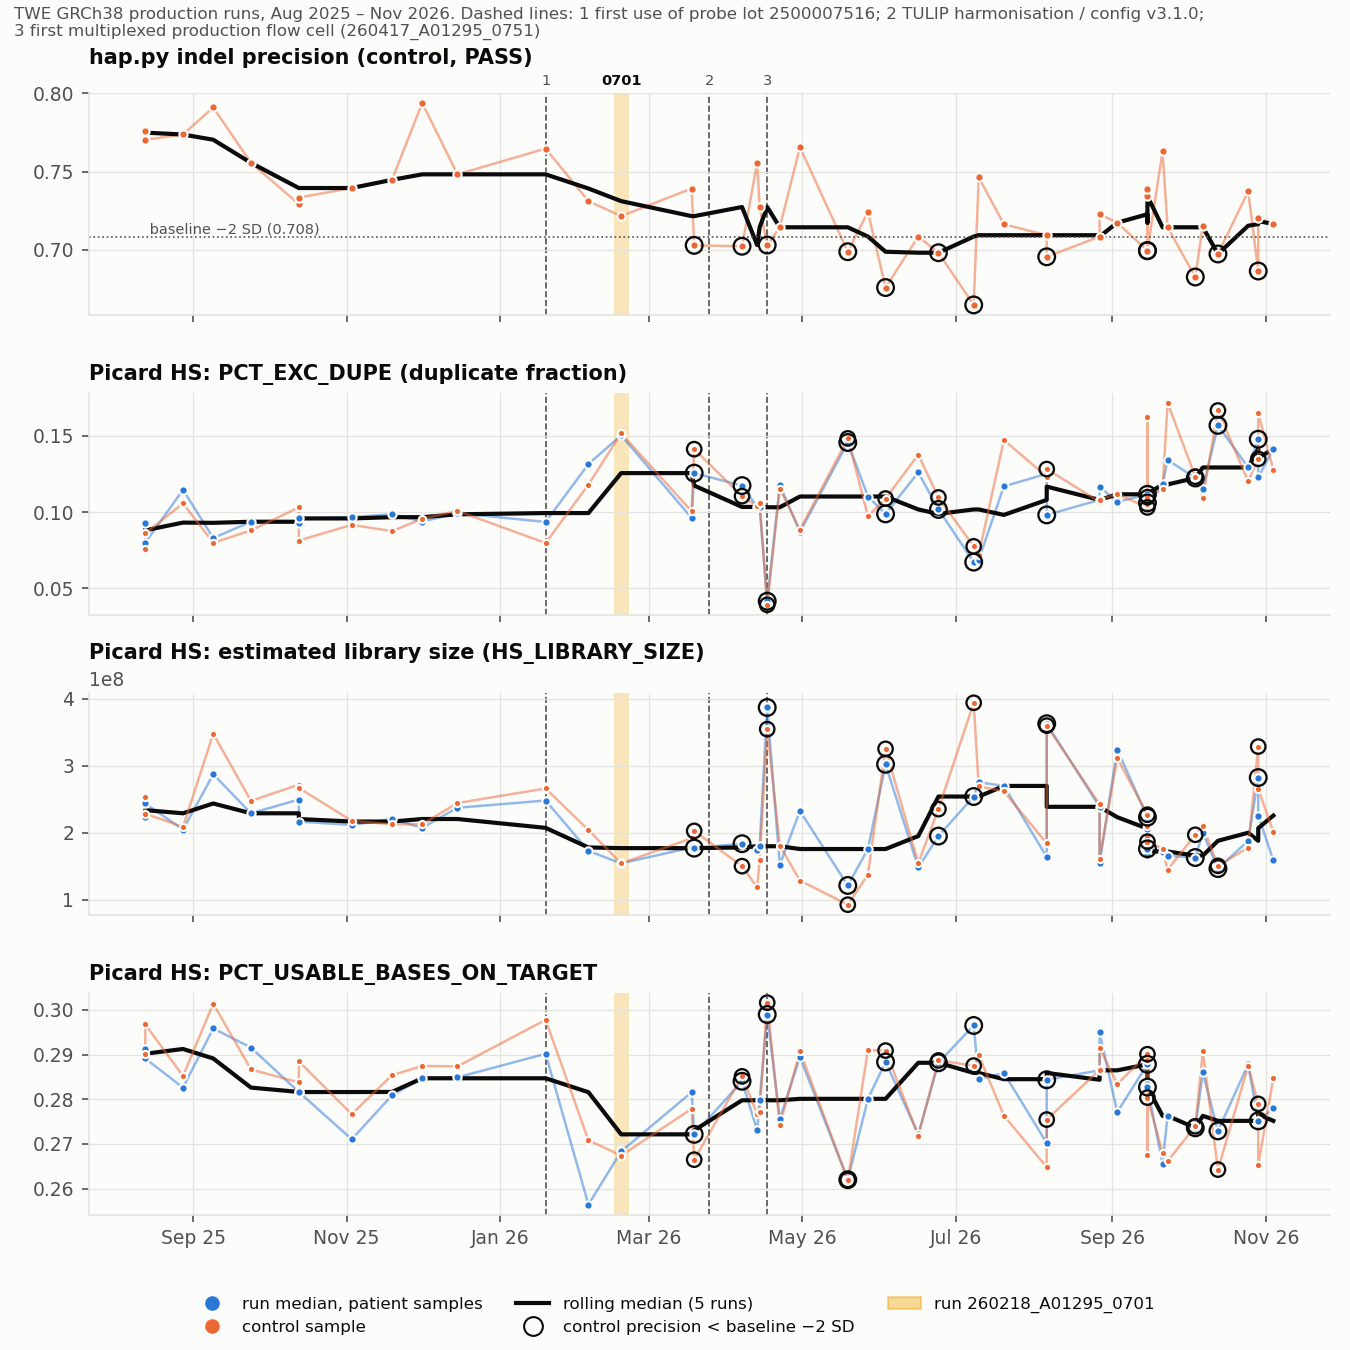 TWE GRCh38 production runs, Aug 2025 – Nov 2026. Dashed lines: 1 first use of probe lot 2500007516; 2 TULIP harmonisation / config v3.1.0;
3 first multiplexed production flow cell (260417_A01295_0751)
hap.py indel precision (control, PASS)
1 0701 2 3
0.80
0.75
baseline −2 SD (0.708)
0.70
Picard HS: PCT_EXC_DUPE (duplicate fraction)
0.15
0.10
0.05
Picard HS: estimated library size (HS_LIBRARY_SIZE)
1e8
4
3
2
1
Picard HS: PCT_USABLE_BASES_ON_TARGET
0.30
0.29
0.28
0.27
0.26
Sep 25 Nov 25 Jan 26 Mar 26 May 26 Jul 26 Sep 26 Nov 26
run median, patient samples rolling median (5 runs) run 260218_A01295_0701
control sample control precision < baseline −2 SD